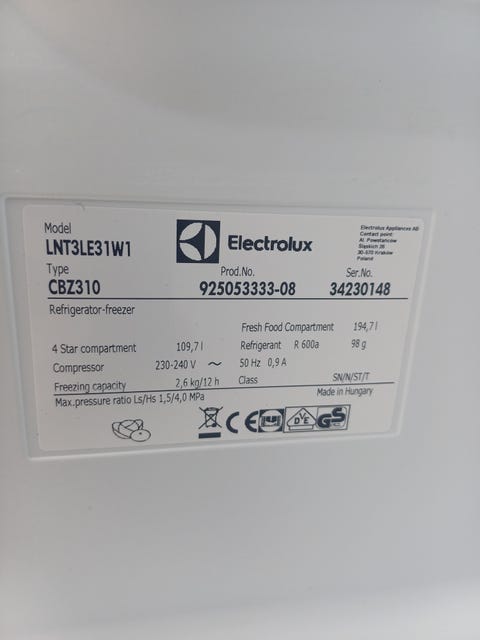 Model
LNT3LE31W1
Type
CBZ310
Electrolux
Electrolux Appliances AB
Contact point:
Al. Powstańców
Śląskich 26
30-570 Kraków
Poland
Prod.No.
925053333-08
Ser.No.
34230148
Refrigerator-freezer
Fresh Food Compartment 194,7 l
4 Star compartment 109,7 l Refrigerant R 600a 98 g
Compressor 230-240 V ~ 50 Hz 0,9 A
Freezing capacity 2,6 kg/12 h Class SN/N/ST/T
Max.pressure ratio Ls/Hs 1,5/4,0 MPa Made in Hungary
CE DVE GS